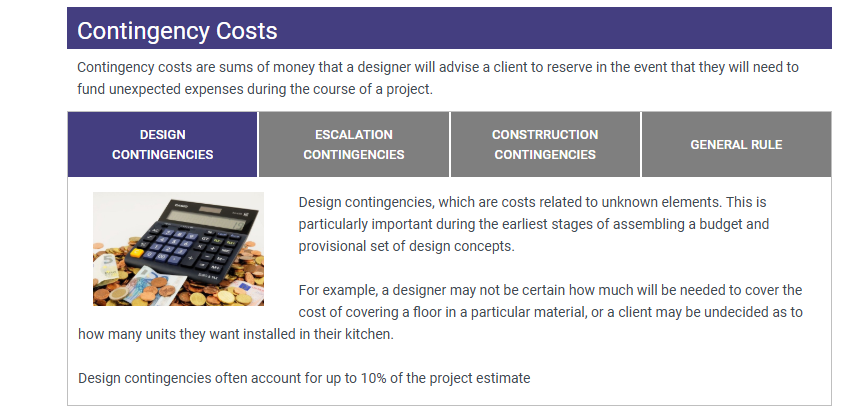 Contingency Costs
Contingency costs are sums of money that a designer will advise a client to reserve in the event that they will need to
fund unexpected expenses during the course of a project.
DESIGN
CONTINGENCIES
ESCALATION
CONTINGENCIES
CONSTRRUCTION
CONTINGENCIES
GENERAL RULE
Design contingencies, which are costs related to unknown elements. This is
particularly important during the earliest stages of assembling a budget and
provisional set of design concepts.
For example, a designer may not be certain how much will be needed to cover the
cost of covering a floor in a particular material, or a client may be undecided as to
how many units they want installed in their kitchen.
Design contingencies often account for up to 10% of the project estimate